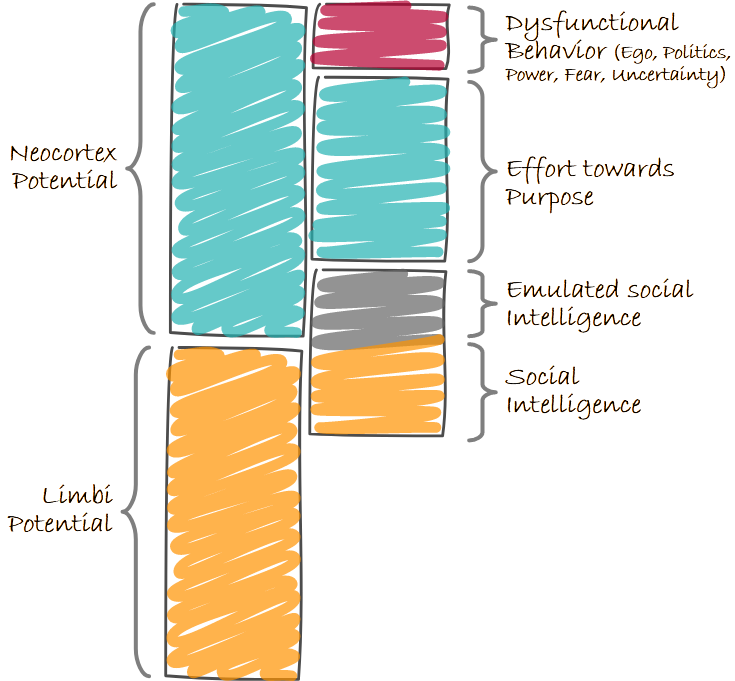 Dysfunctional
Behavior (Ego, Politics,
Power, Fear, Uncertainty)
Neocortex
Potential
Effort towards
Purpose
Emulated social
Intelligence
Social
Intelligence
Limbi
Potential